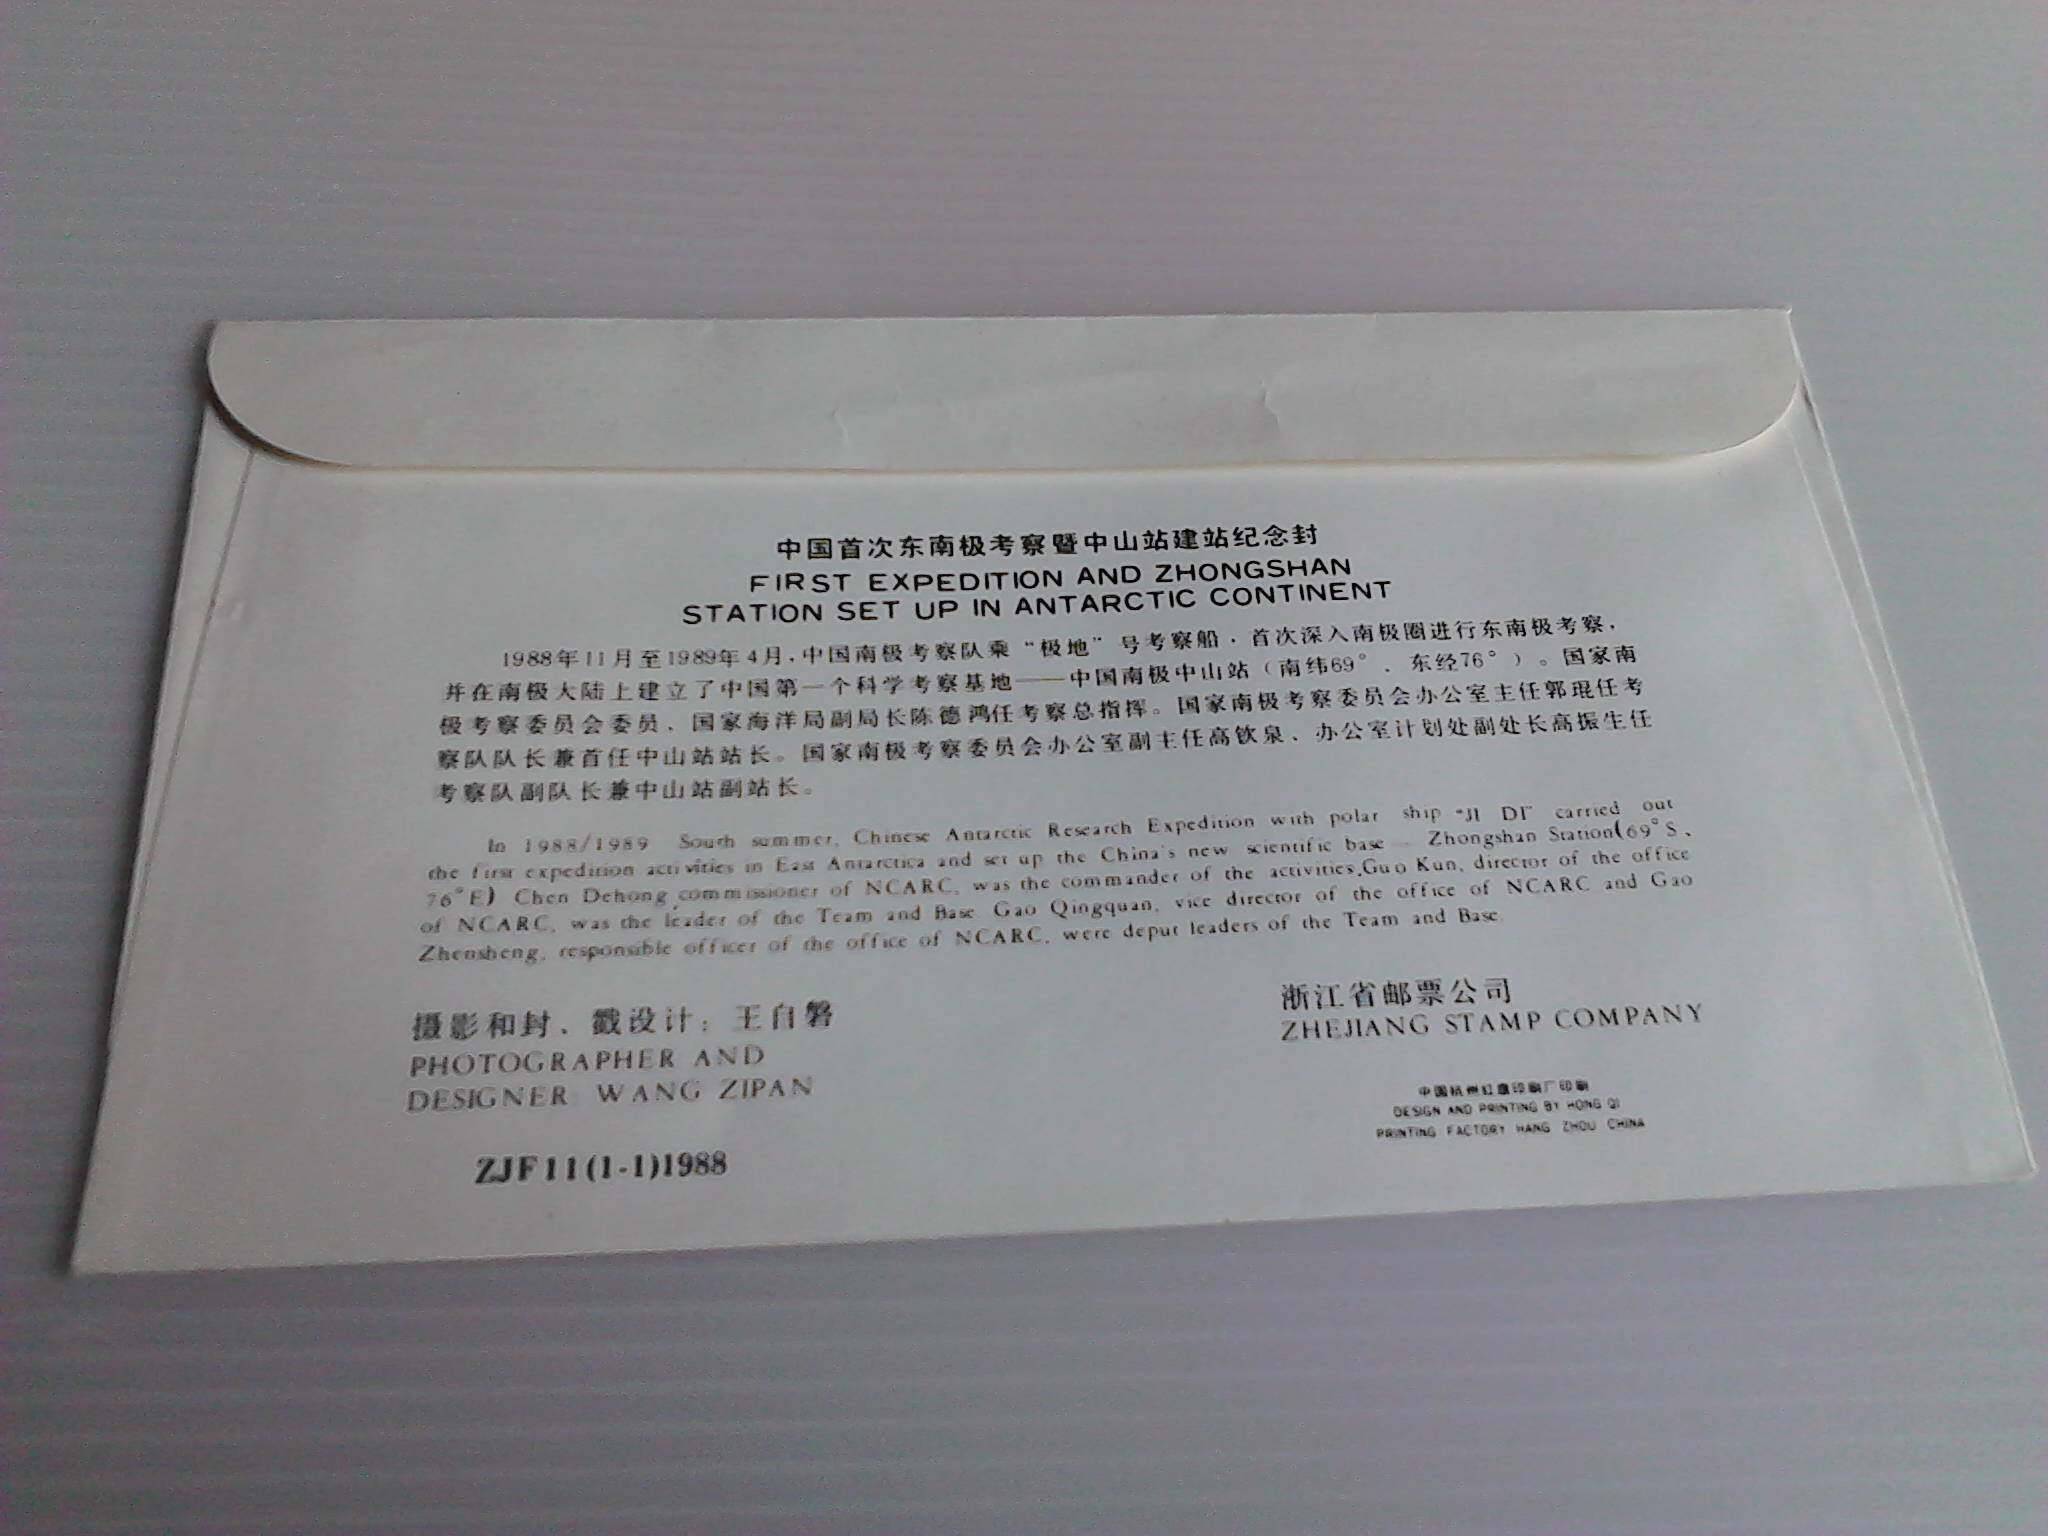 中国首次东南极考察暨中山站建站纪念封
FIRST EXPEDITION AND ZHONGSHAN
STATION SET UP IN ANTARCTIC CONTINENT
1988年11月至1989年4月,中国南极考察队乘“极地”号考察船，首次深入南极圈进行东南极考察，
并在南极大陆上建立了中国第一个科学考察基地——中国南极中山站（南纬69°、东经76°）。国家南
极考察委员会委员、国家海洋局副局长陈德鸿任考察总指挥。国家南极考察委员会办公室主任郭琨任考
察队队长兼首任中山站站长。国家南极考察委员会办公室副主任高钦泉、办公室计划处副处长高振生任
考察队副队长兼中山站副站长。
In 1988/1989 South summer, Chinese Antarctic Research Expedition with polar ship "JI DI" carried out
the first expedition activities in East Antarctica and set up the China's new scientific base — Zhongshan Station(69°S、
76°E) Chen Dehong commissioner of NCARC, was the commander of the activities.Guo Kun, director of the office
of NCARC, was the leader of the Team and Base. Gao Qingquan, vice director of the office of NCARC and Gao
Zhensheng, responsible officer of the office of NCARC, were deput leaders of the Team and Base.
摄影和封、戳设计：王自磐
PHOTOGRAPHER AND
DESIGNER: WANG ZIPAN
ZJF11(1-1)1988
浙江省邮票公司
ZHEJIANG STAMP COMPANY
中国杭州红旗印刷厂印刷
DESIGN AND PRINTING BY HONG QI
PRINTING FACTORY HANG ZHOU CHINA